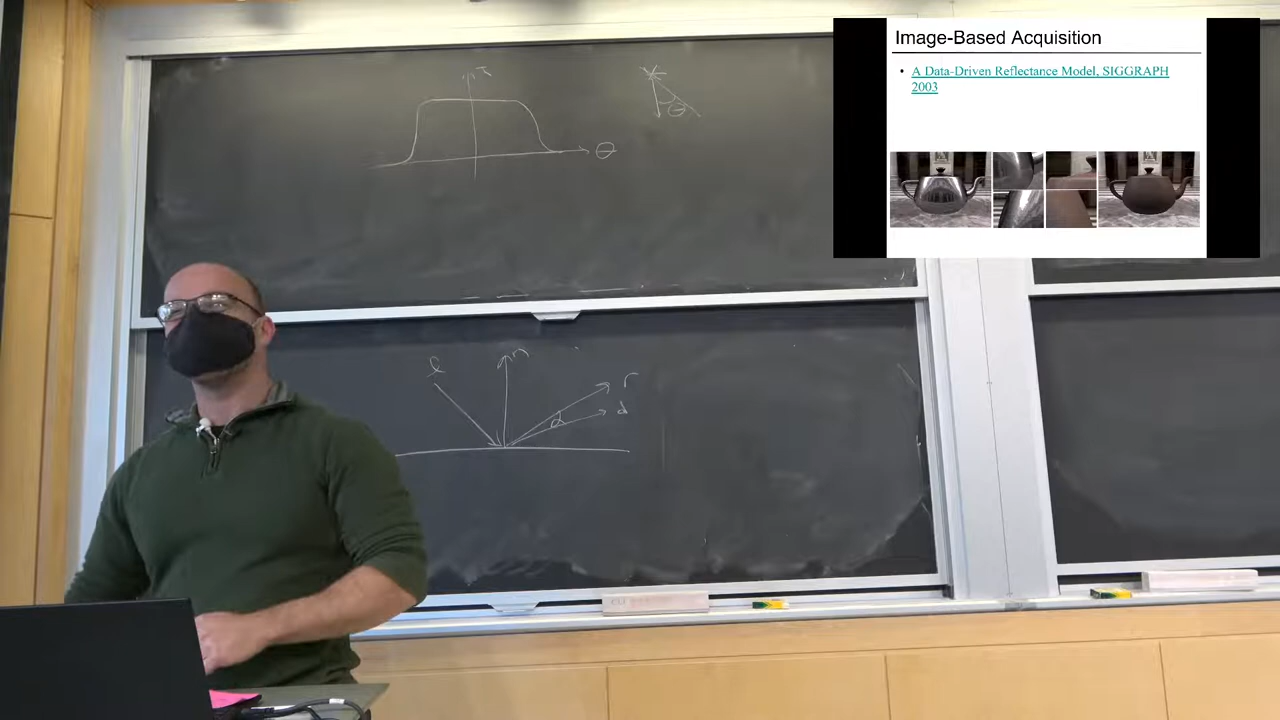 Image-Based Acquisition
• A Data-Driven Reflectance Model, SIGGRAPH
2003
I
θ
θ
l
n
r
α
d